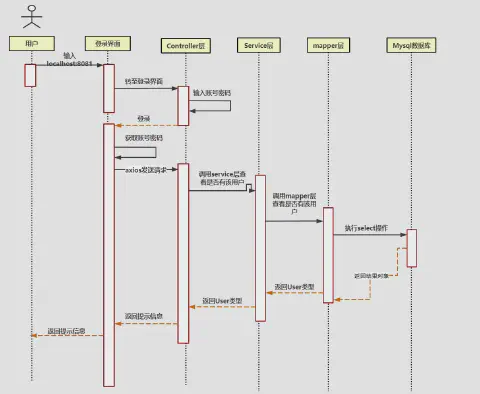 用户
登录界面
Controller层
Service层
mapper层
Mysql数据库
输入
localhost:8081
转至登录界面
输入账号密码
登录
获取账号密码
axios发送请求
调用service层查
看是否有该用户
调用mapper层
查看是否有该用
户
执行select操作
返回结果对象
返回User类型
返回User类型
返回提示信息
返回提示信息